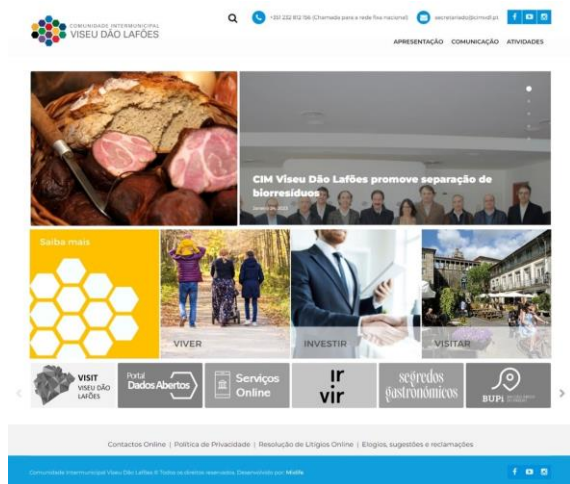 COMUNIDADE INTERMUNICIPAL
VISEU DÃO LAFÕES
+351 232 812 156 (Chamada para a rede fixa nacional)
secretariado@cimvdl.pt
APRESENTAÇÃO COMUNICAÇÃO ATIVIDADES
CIM Viseu Dão Lafões promove separação de
biorresíduos
Saiba mais
VIVER
INVESTIR
VISITAR
VISIT
VISEU DÃO
LAFÕES
Portal
Dados Abertos
Serviços
Online
ir
vir
segredos
gastronómicos
BUPi
Contactos Online | Política de Privacidade | Resolução de Litígios Online | Elogios, sugestões e reclamações
Comunidade Intermunicipal Viseu Dão Lafões © Todos os direitos reservados. Desenvolvido por: